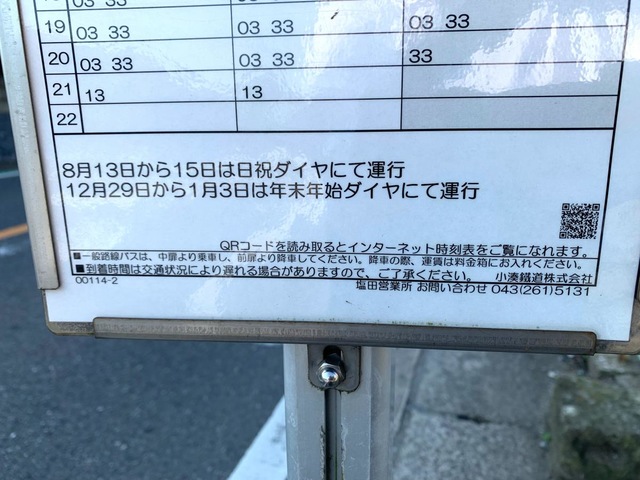 03 33
19 03 33 03 33 03 33
20 03 33 03 33 33
21 13 13
22
8月13日から15日は日祝ダイヤにて運行
12月29日から1月3日は年末年始ダイヤにて運行
QRコードを読み取るとインターネット時刻表をご覧になれます。
■一般路線バスは、中扉より乗車し、前扉より降車してください。降車の際、運賃は料金箱にお入れください。
■到着時間は交通状況により遅れる場合がありますので、ご了承ください。 小湊鐵道株式会社
00114-2 塩田営業所 お問い合わせ 043(261)5131